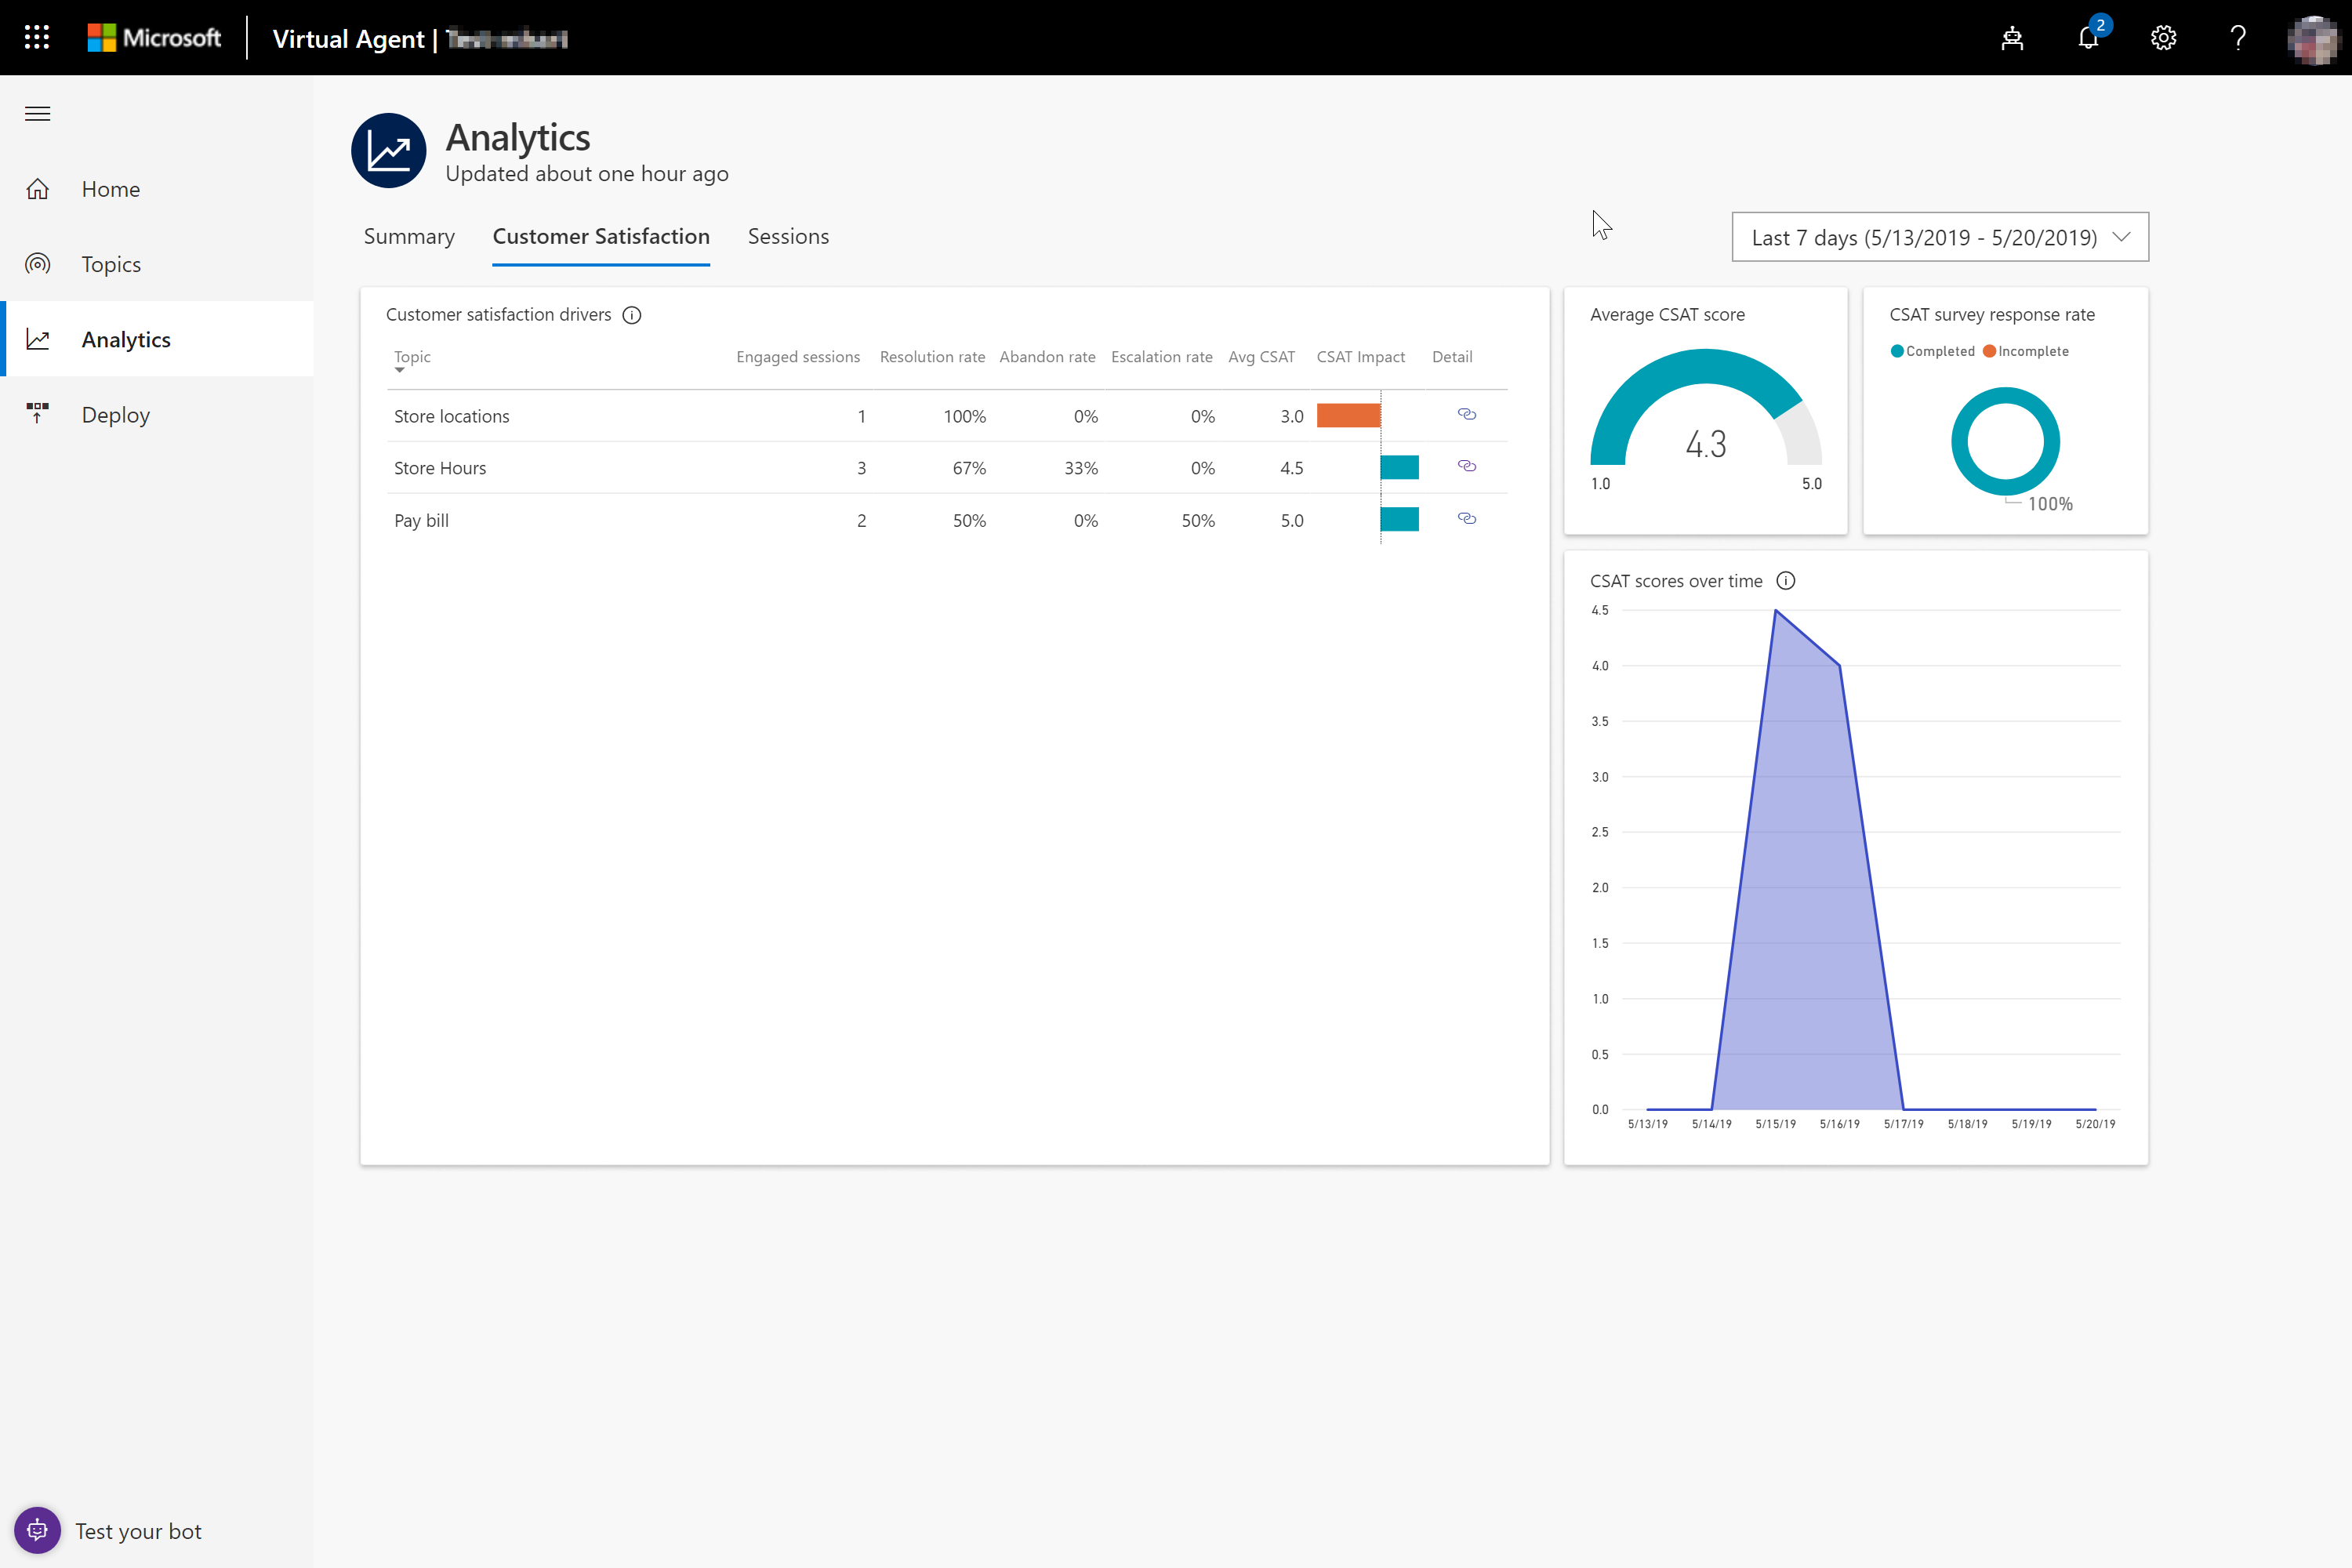 Microsoft
Virtual Agent |
2
Home
Topics
Analytics
Deploy
Test your bot
Analytics
Updated about one hour ago
Summary Customer Satisfaction Sessions
Last 7 days (5/13/2019 - 5/20/2019)
Customer satisfaction drivers
Topic Engaged sessions Resolution rate Abandon rate Escalation rate Avg CSAT CSAT Impact Detail
Store locations 1 100% 0% 0% 3.0
Store Hours 3 67% 33% 0% 4.5
Pay bill 2 50% 0% 50% 5.0
Average CSAT score
4.3
1.0 5.0
CSAT survey response rate
Completed Incomplete
100%
CSAT scores over time
4.5
4.0
3.5
3.0
2.5
2.0
1.5
1.0
0.5
0.0
5/13/19 5/14/19 5/15/19 5/16/19 5/17/19 5/18/19 5/19/19 5/20/19